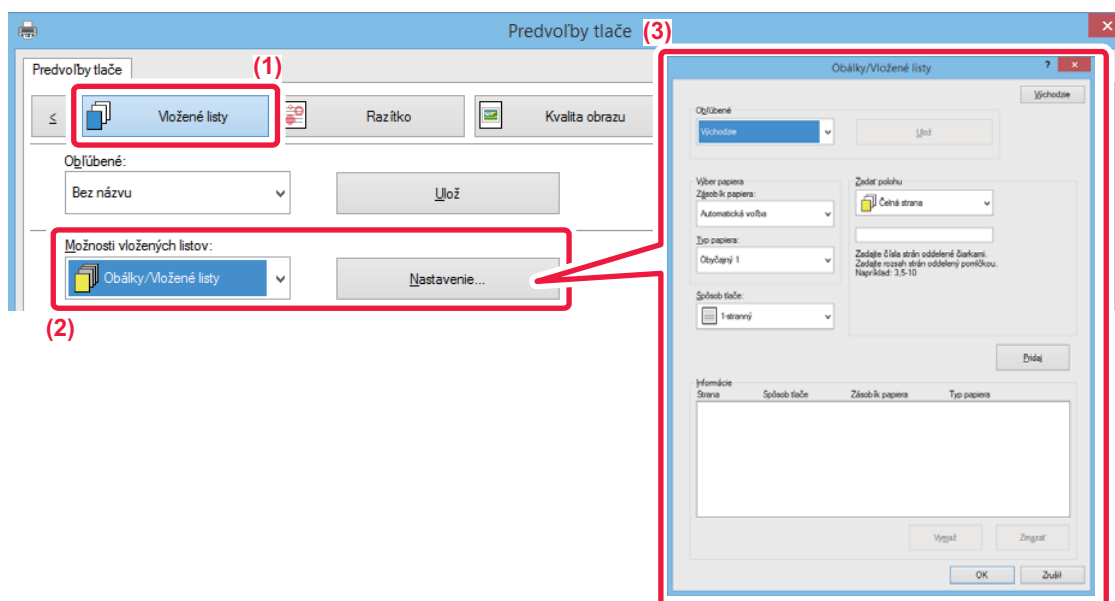 Predvoľby tlače
(3)
Predvoľby tlače
(1)
<
Vložené listy
Razítko
Kvalita obrazu
Obľúbené:
Bez názvu
Ulož
Možnosti vložených listov:
Obálky/Vložené listy
Nastavenie...
(2)
Obálky/Vložené listy
?
Východzie
Obľúbené
Východzie
Ulož
Výber papiera
Zásobík papiera:
Automatická voľba
Typ papiera:
Obyčajný 1
Spôsob tlače:
1-stranný
Zadať polohu
Čelná strana
Zadajte čísla strán oddelené čiarkami.
Zadajte rozsah strán oddelený pomlčkou.
Napríklad: 3,5-10
Pridaj
Informácie
Strana Spôsob tlače Zásobík papiera Typ papiera
Vymaž
Zmazať
OK
Zrušiť